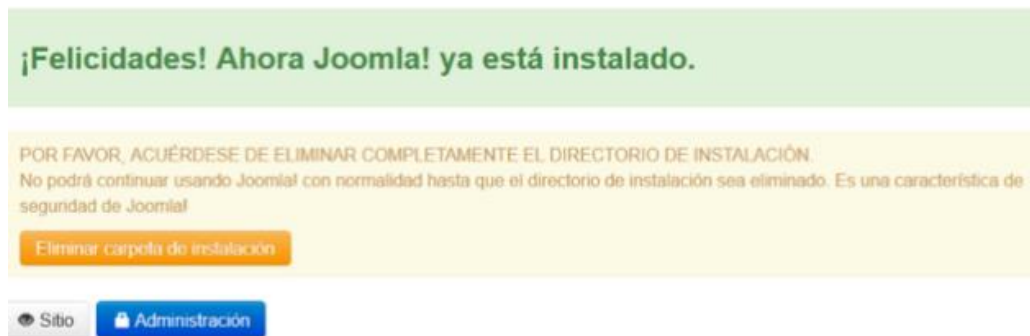 ¡Felicidades! Ahora Joomla! ya está instalado.
POR FAVOR, ACUÉRDESE DE ELIMINAR COMPLETAMENTE EL DIRECTORIO DE INSTALACIÓN.
No podrá continuar usando Joomla! con normalidad hasta que el directorio de instalación sea eliminado. Es una característica de
seguridad de Joomla!
Eliminar carpeta de instalación
Sitio
Administración